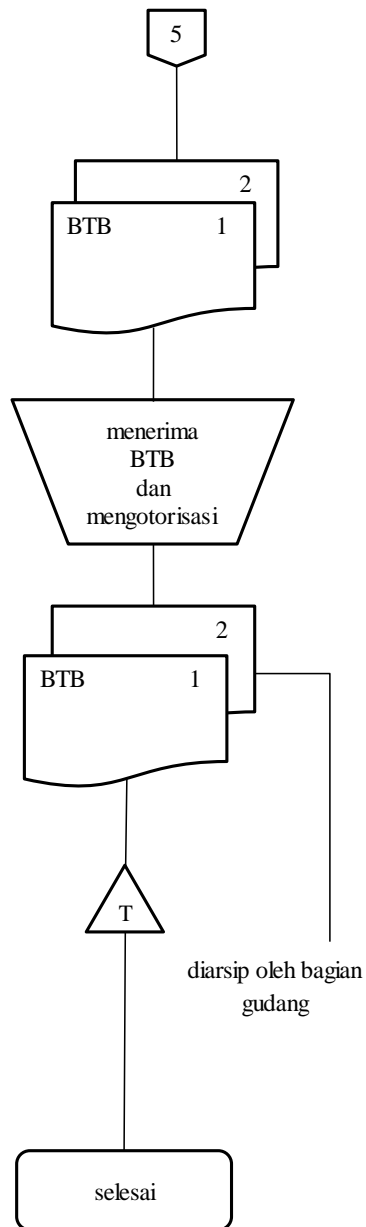 5
2
BTB 1
menerima
BTB
dan
mengotorisasi
2
BTB 1
T
diarsip oleh bagian
gudang
selesai